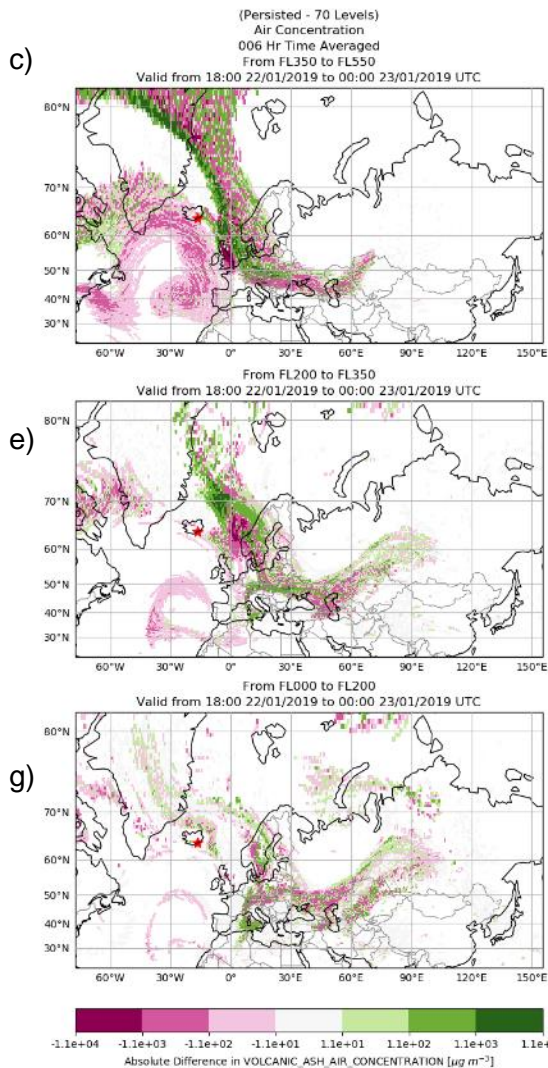 (Persisted - 70 Levels)
Air Concentration
006 Hr Time Averaged
From FL350 to FL550
Valid from 18:00 22/01/2019 to 00:00 23/01/2019 UTC
c)
80°N
70°N
60°N
50°N
40°N
30°N
60°W 30°W 0° 30°E 60°E 90°E 120°E 150°E
From FL200 to FL350
Valid from 18:00 22/01/2019 to 00:00 23/01/2019 UTC
e)
80°N
70°N
60°N
50°N
40°N
30°N
60°W 30°W 0° 30°E 60°E 90°E 120°E 150°E
From FL000 to FL200
Valid from 18:00 22/01/2019 to 00:00 23/01/2019 UTC
g)
80°N
70°N
60°N
50°N
40°N
30°N
60°W 30°W 0° 30°E 60°E 90°E 120°E 150°E
-1.1e+04 -1.1e+03 -1.1e+02 -1.1e+01 1.1e+01 1.1e+02 1.1e+03 1.1e+
Absolute Difference in VOLCANIC_ASH_AIR_CONCENTRATION [µg m⁻³]